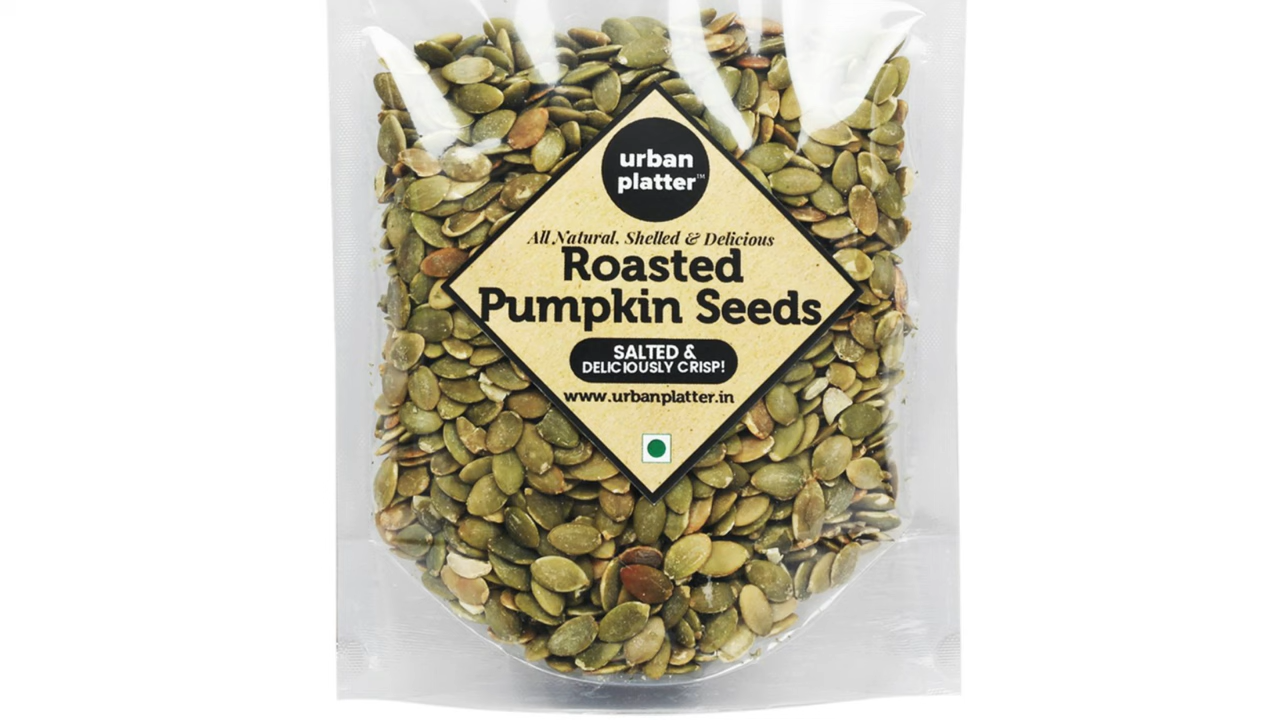 urban
platter™
All Natural, Shelled & Delicious
Roasted
Pumpkin Seeds
SALTED &
DELICIOUSLY CRISP!
www.urbanplatter.in